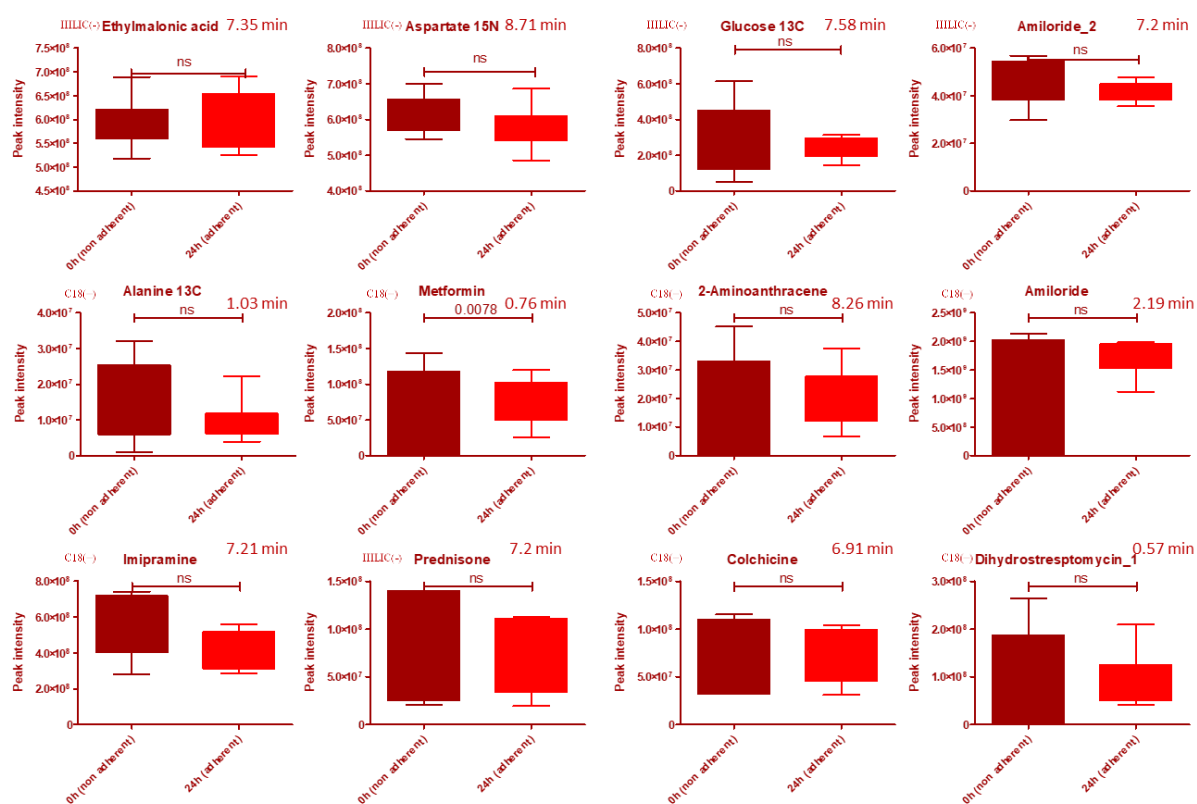 IIILIC(-) Ethylmalonic acid 7.35 min
Peak intensity
7.5×10⁸
7.0×10⁸
6.5×10⁸
6.0×10⁸
5.5×10⁸
5.0×10⁸
4.5×10⁸
ns
0h (non adherent)
24h (adherent)
IIILIC(-) Aspartate 15N 8.71 min
Peak intensity
8.0×10⁸
7.0×10⁸
6.0×10⁸
5.0×10⁸
4.0×10⁸
ns
0h (non adherent)
24h (adherent)
IIILIC(-) Glucose 13C 7.58 min
Peak intensity
8.0×10⁸
6.0×10⁸
4.0×10⁸
2.0×10⁸
0
ns
0h (non adherent)
24h (adherent)
IIILIC(-) Amiloride_2 7.2 min
Peak intensity
6.0×10⁷
4.0×10⁷
2.0×10⁷
0
ns
0h (non adherent)
24h (adherent)
C18(–) Alanine 13C 1.03 min
Peak intensity
4.0×10⁷
3.0×10⁷
2.0×10⁷
1.0×10⁷
0
ns
0h (non adherent)
24h (adherent)
C18(–) Metformin 0.76 min
Peak intensity
2.0×10⁸
1.5×10⁸
1.0×10⁸
5.0×10⁷
0
0.0078
0h (non adherent)
24h (adherent)
C18(–) 2-Aminoanthracene 8.26 min
Peak intensity
5.0×10⁷
4.0×10⁷
3.0×10⁷
2.0×10⁷
1.0×10⁷
0
ns
0h (non adherent)
24h (adherent)
C18(–) Amiloride 2.19 min
Peak intensity
2.5×10⁹
2.0×10⁹
1.5×10⁹
1.0×10⁹
5.0×10⁸
0
ns
0h (non adherent)
24h (adherent)
C18(–) Imipramine 7.21 min
Peak intensity
8.0×10⁸
6.0×10⁸
4.0×10⁸
2.0×10⁸
0
ns
0h (non adherent)
24h (adherent)
IIILIC(-) Prednisone 7.2 min
Peak intensity
1.5×10⁸
1.0×10⁸
5.0×10⁷
0
ns
0h (non adherent)
24h (adherent)
C18(–) Colchicine 6.91 min
Peak intensity
1.5×10⁸
1.0×10⁸
5.0×10⁷
0
ns
0h (non adherent)
24h (adherent)
C18(–) Dihydrostresptomycin_1 0.57 min
Peak intensity
3.0×10⁸
2.0×10⁸
1.0×10⁸
0
ns
0h (non adherent)
24h (adherent)